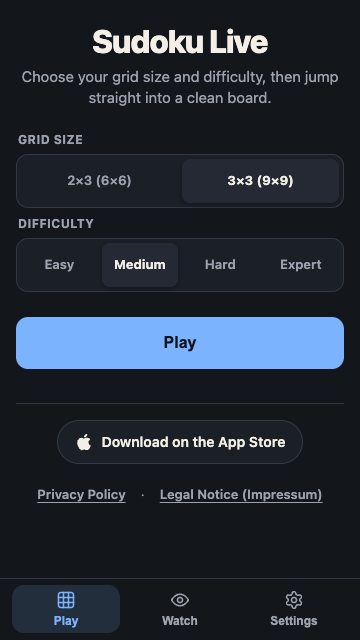 Sudoku Live
Choose your grid size and difficulty, then jump
straight into a clean board.
GRID SIZE
2×3 (6×6)
3×3 (9×9)
DIFFICULTY
Easy
Medium
Hard
Expert
Play
Download on the App Store
Privacy Policy · Legal Notice (Impressum)
Play
Watch
Settings